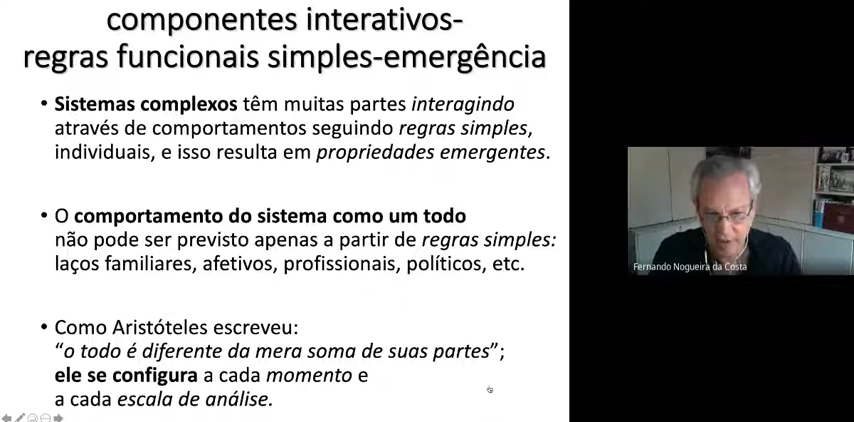 componentes interativos-
regras funcionais simples-emergência
• Sistemas complexos têm muitas partes interagindo
através de comportamentos seguindo regras simples,
individuais, e isso resulta em propriedades emergentes.
• O comportamento do sistema como um todo
não pode ser previsto apenas a partir de regras simples:
laços familiares, afetivos, profissionais, políticos, etc.
• Como Aristóteles escreveu:
“o todo é diferente da mera soma de suas partes”;
ele se configura a cada momento e
a cada escala de análise.
Fernando Nogueira da Costa